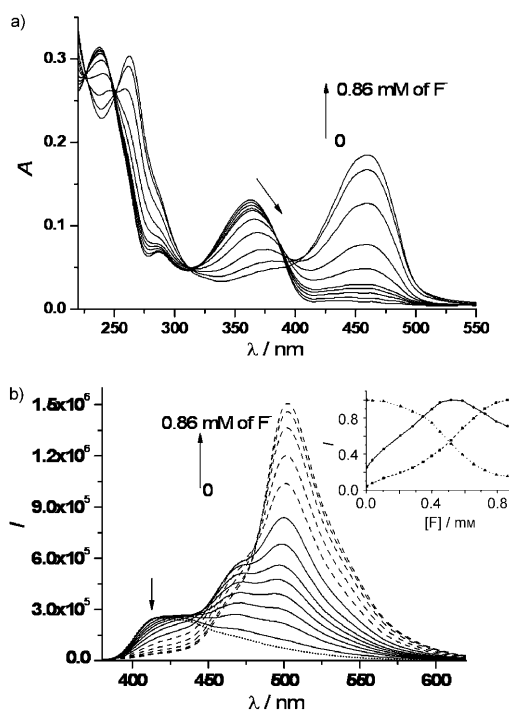 a)
0.3
0.2
0.1
0.0
A
0.86 mM of F
0
250 300 350 400 450 500 550
λ / nm
b)
1.5x10⁶
1.2x10⁶
9.0x10⁵
6.0x10⁵
3.0x10⁵
0.0
I
0.86 mM of F
0
0.8
0.4
0.0
I
0.0 0.4 0.8
[F] / mM
400 450 500 550 600
λ / nm